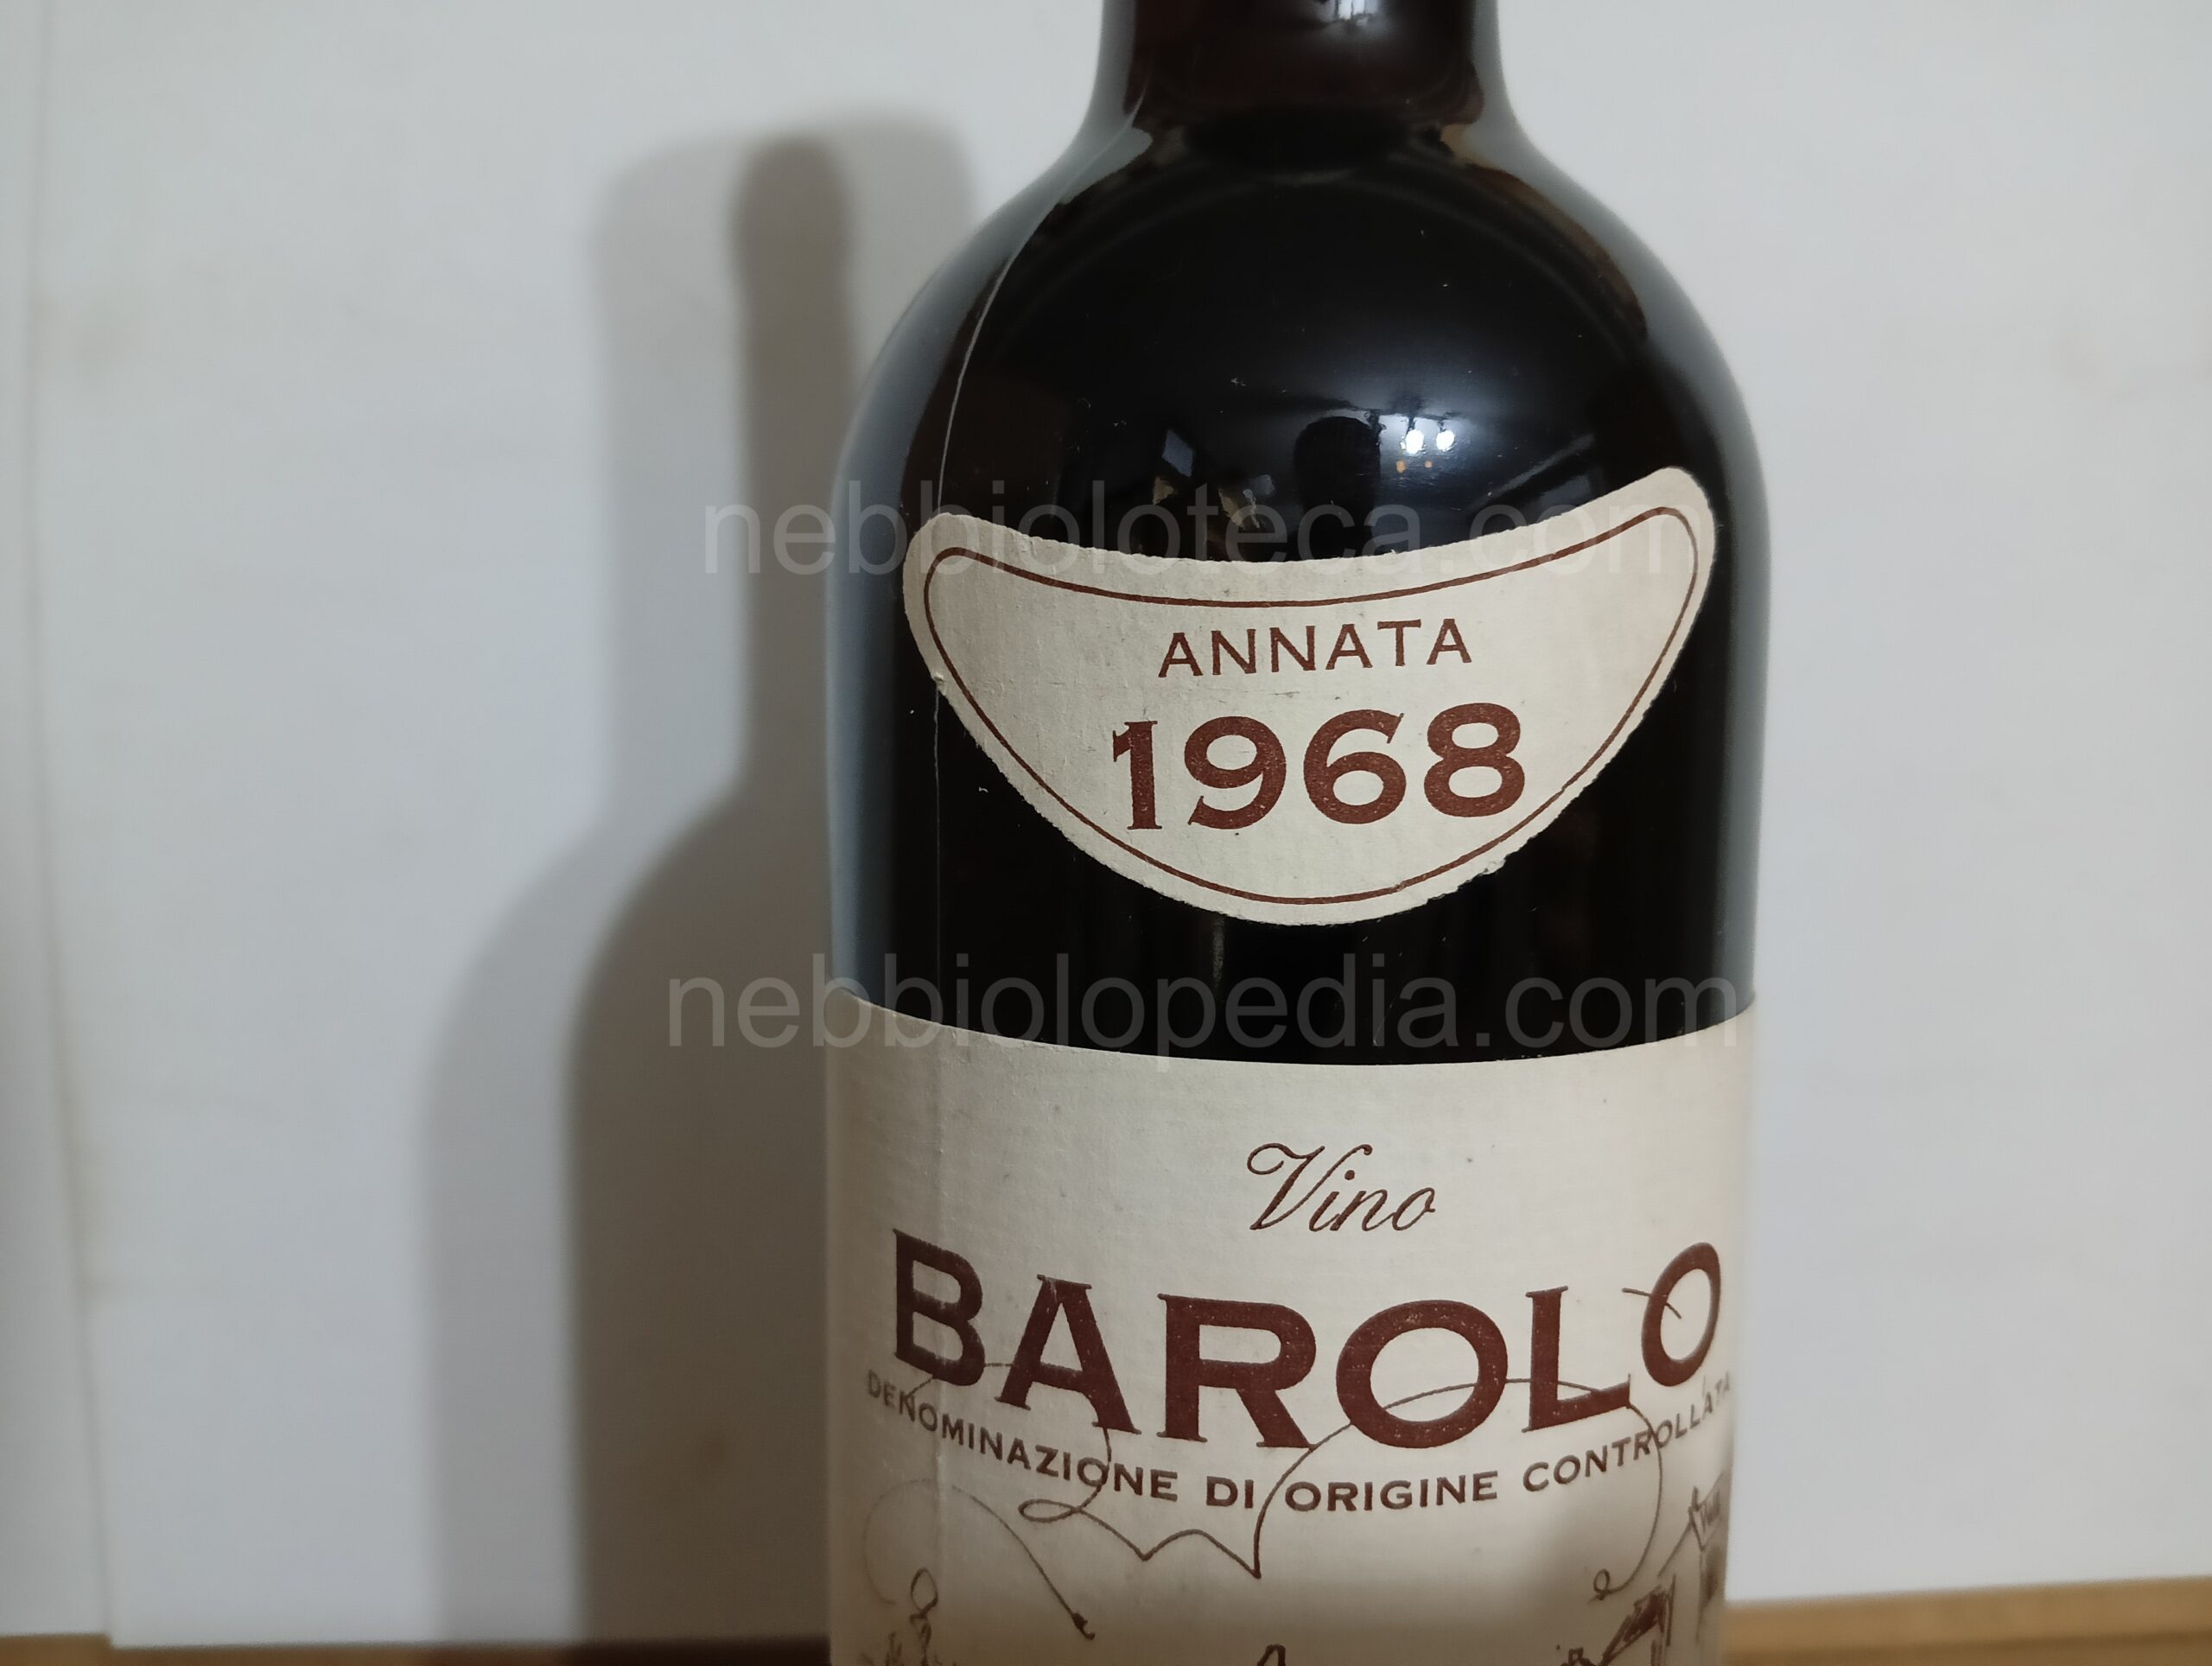 nebbioloteca.com
ANNATA
1968
nebbiolopedia.com
Vino
BAROLO
DENOMINAZIONE DI ORIGINE CONTROLLATA